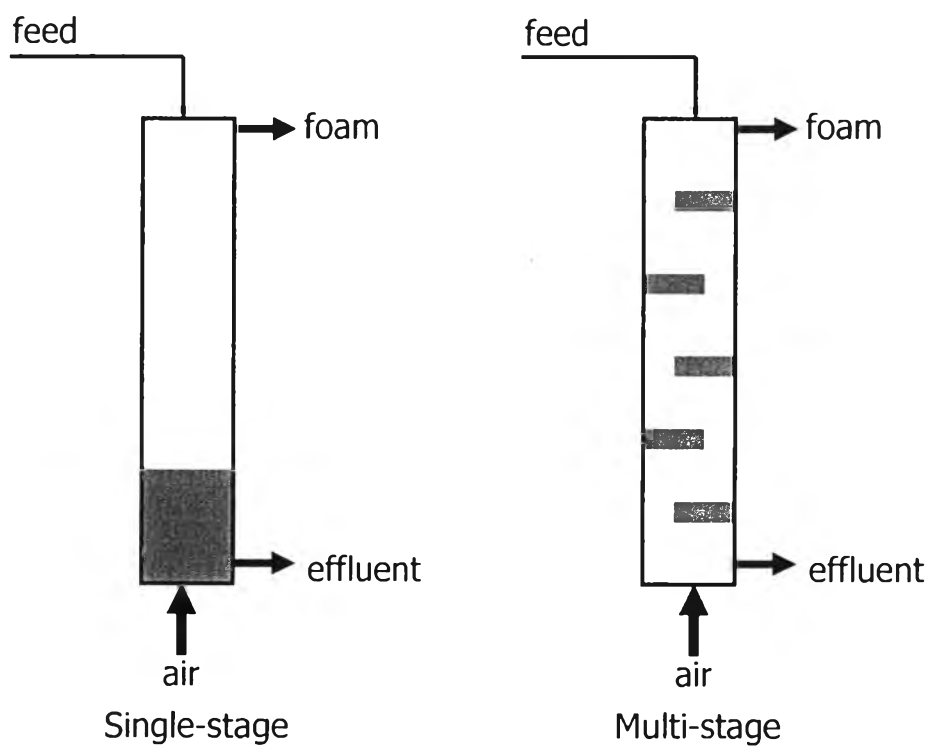 feed
foam
effluent
air
Single-stage
feed
foam
effluent
air
Multi-stage